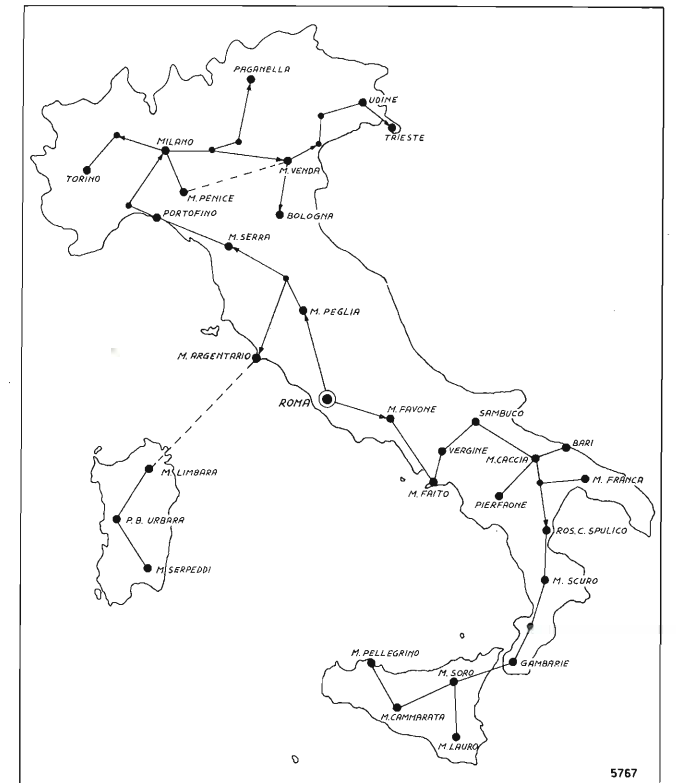 PAGANELLA
UDINE
TRIESTE
MILANO
M. VENDA
TORINO
M. PENICE
PORTOFINO
BOLOGNA
M. SERRA
M. PEGLIA
M. ARGENTARIO
ROMA
M. FAVONE
SAMBUCO
BARI
VERGINE
M. CACCIA
M. LIMBARA
M. FRANCA
M. FAITO
PIERFAONE
P. B. URBARA
ROS. C. SPULICO
M. SERPEDDI
M. SCURO
M. PELLEGRINO
GAMBARIE
M. SORO
M. CAMMARATA
M. LAURO
5767